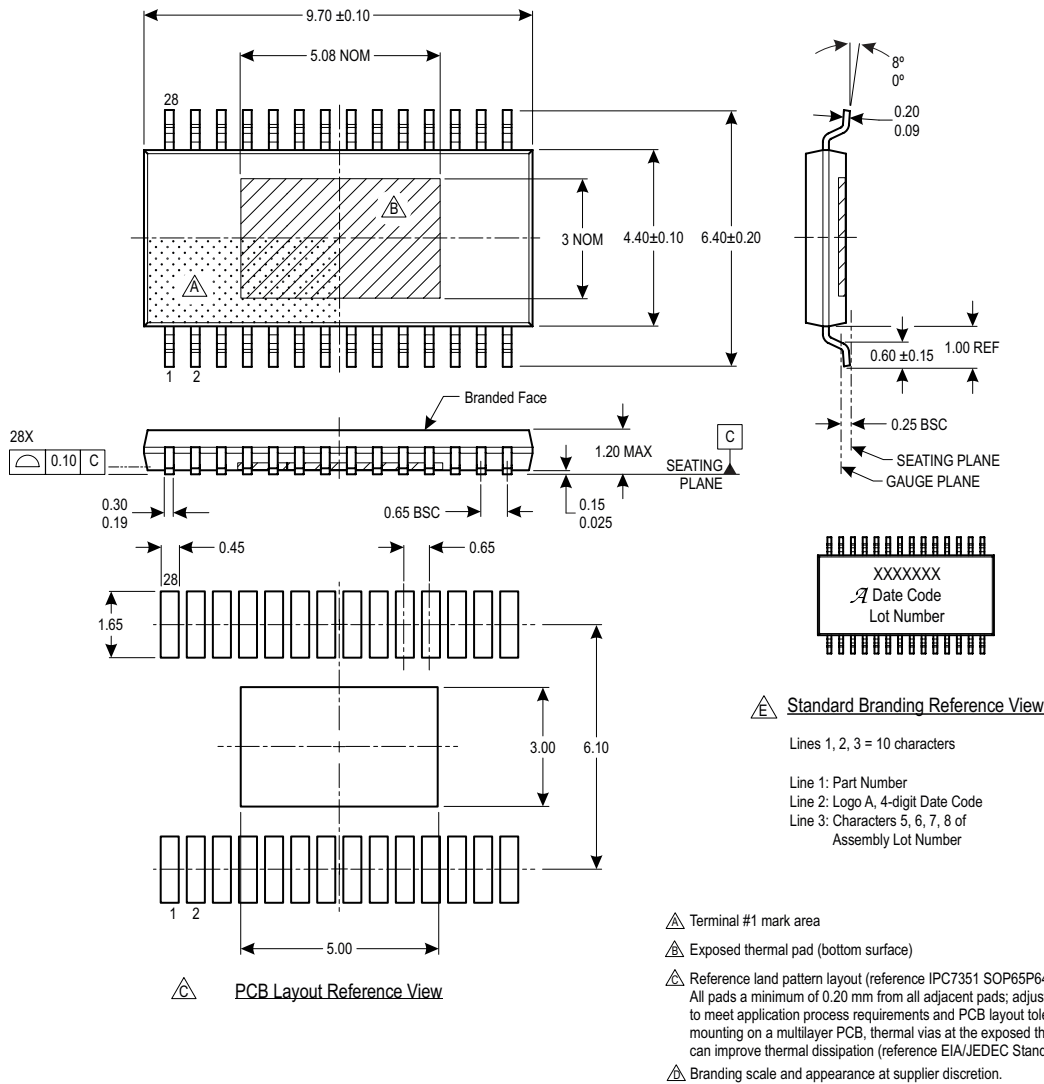 9.70 ±0.10
5.08 NOM
28
B
A
3 NOM
4.40±0.10
6.40±0.20
1 2
8º
0º
0.20
0.09
0.60 ±0.15
1.00 REF
0.25 BSC
SEATING PLANE
GAUGE PLANE
Branded Face
28X
0.10 C
1.20 MAX
C
SEATING
PLANE
0.30
0.19
0.65 BSC
0.15
0.025
0.45
0.65
28
1.65
3.00
6.10
1 2
5.00
C PCB Layout Reference View
XXXXXXX
A Date Code
Lot Number
E Standard Branding Reference View
Lines 1, 2, 3 = 10 characters
Line 1: Part Number
Line 2: Logo A, 4-digit Date Code
Line 3: Characters 5, 6, 7, 8 of
Assembly Lot Number
A Terminal #1 mark area
B Exposed thermal pad (bottom surface)
C Reference land pattern layout (reference IPC7351 SOP65P64
All pads a minimum of 0.20 mm from all adjacent pads; adjus
to meet application process requirements and PCB layout tole
mounting on a multilayer PCB, thermal vias at the exposed th
can improve thermal dissipation (reference EIA/JEDEC Stand
D Branding scale and appearance at supplier discretion.